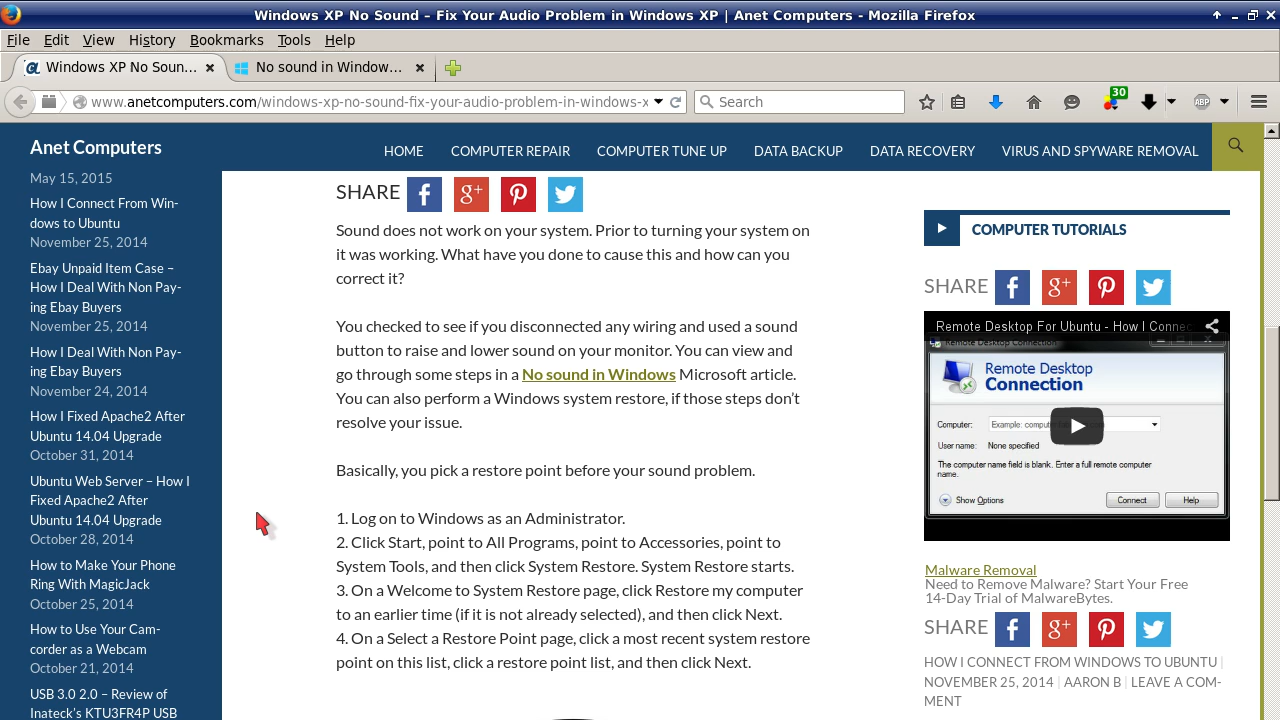 Windows XP No Sound – Fix Your Audio Problem in Windows XP | Anet Computers - Mozilla Firefox
File Edit View History Bookmarks Tools Help
Windows XP No Soun...
No sound in Window...
www.anetcomputers.com/windows-xp-no-sound-fix-your-audio-problem-in-windows-x
Search
30
ABP
Anet Computers
HOME COMPUTER REPAIR COMPUTER TUNE UP DATA BACKUP DATA RECOVERY VIRUS AND SPYWARE REMOVAL
May 15, 2015
How I Connect From Win-
dows to Ubuntu
November 25, 2014
Ebay Unpaid Item Case –
How I Deal With Non Pay-
ing Ebay Buyers
November 25, 2014
How I Deal With Non Pay-
ing Ebay Buyers
November 24, 2014
How I Fixed Apache2 After
Ubuntu 14.04 Upgrade
October 31, 2014
Ubuntu Web Server – How I
Fixed Apache2 After
Ubuntu 14.04 Upgrade
October 28, 2014
How to Make Your Phone
Ring With MagicJack
October 25, 2014
How to Use Your Cam-
corder as a Webcam
October 21, 2014
USB 3.0 2.0 – Review of
Inateck's KTU3FR4P USB
SHARE
Sound does not work on your system. Prior to turning your system on
it was working. What have you done to cause this and how can you
correct it?
You checked to see if you disconnected any wiring and used a sound
button to raise and lower sound on your monitor. You can view and
go through some steps in a No sound in Windows Microsoft article.
You can also perform a Windows system restore, if those steps don't
resolve your issue.
Basically, you pick a restore point before your sound problem.
1. Log on to Windows as an Administrator.
2. Click Start, point to All Programs, point to Accessories, point to
System Tools, and then click System Restore. System Restore starts.
3. On a Welcome to System Restore page, click Restore my computer
to an earlier time (if it is not already selected), and then click Next.
4. On a Select a Restore Point page, click a most recent system restore
point on this list, click a restore point list, and then click Next.
COMPUTER TUTORIALS
SHARE
Remote Desktop For Ubuntu - How I Connec
Remote Desktop Connection
Remote Desktop
Connection
Computer: Example: compu
User name: None specified
The computer name field is blank. Enter a full remote computer
name.
Show Options Connect Help
Malware Removal
Need to Remove Malware? Start Your Free
14-Day Trial of MalwareBytes.
SHARE
HOW I CONNECT FROM WINDOWS TO UBUNTU |
NOVEMBER 25, 2014 | AARON B | LEAVE A COM-
MENT